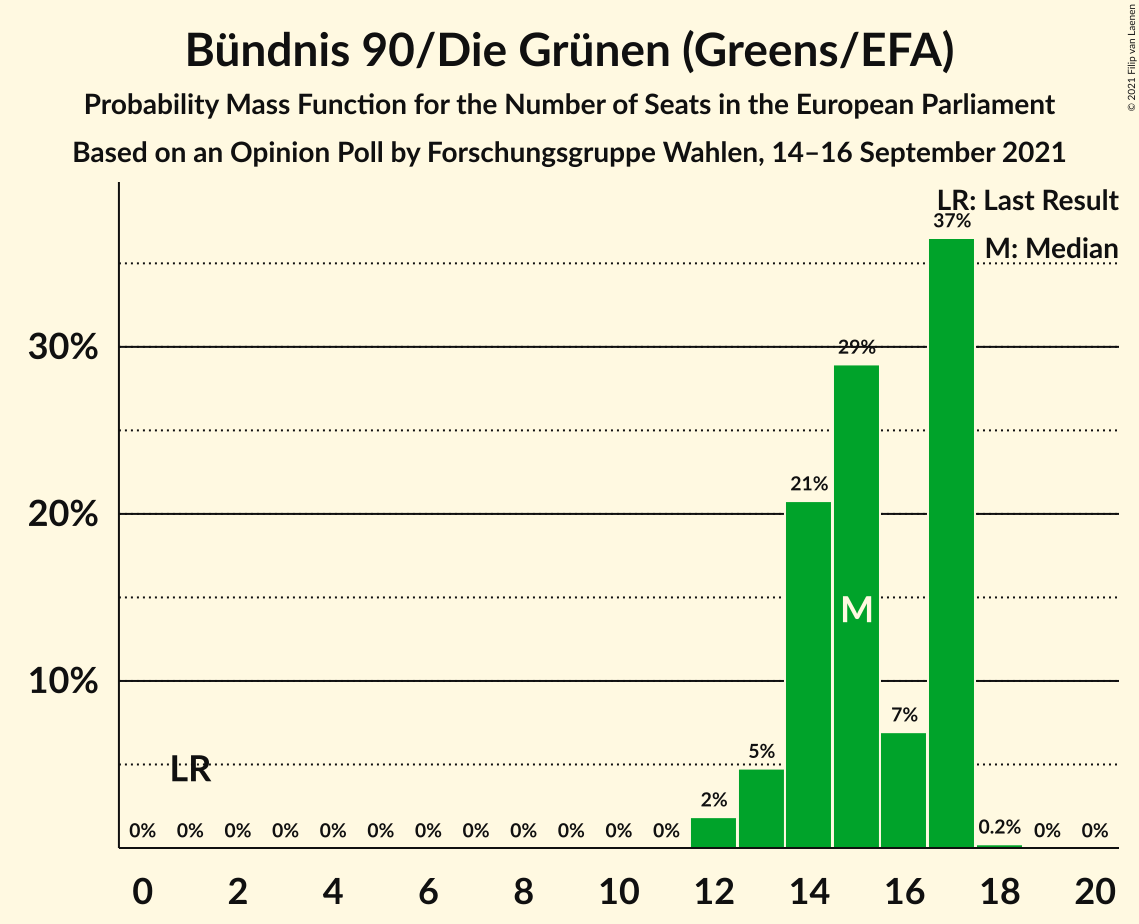 Bündnis 90/Die Grünen (Greens/EFA)
Probability Mass Function for the Number of Seats in the European Parliament
Based on an Opinion Poll by Forschungsgruppe Wahlen, 14–16 September 2021
© 2021 Filip van Laenen
LR: Last Result
37%
M: Median
30%
29%
20%
21%
M
10%
7%
5%
LR
2%
0% 0% 0% 0% 0% 0% 0% 0% 0% 0% 0% 0% 0.2% 0% 0%
0 2 4 6 8 10 12 14 16 18 20